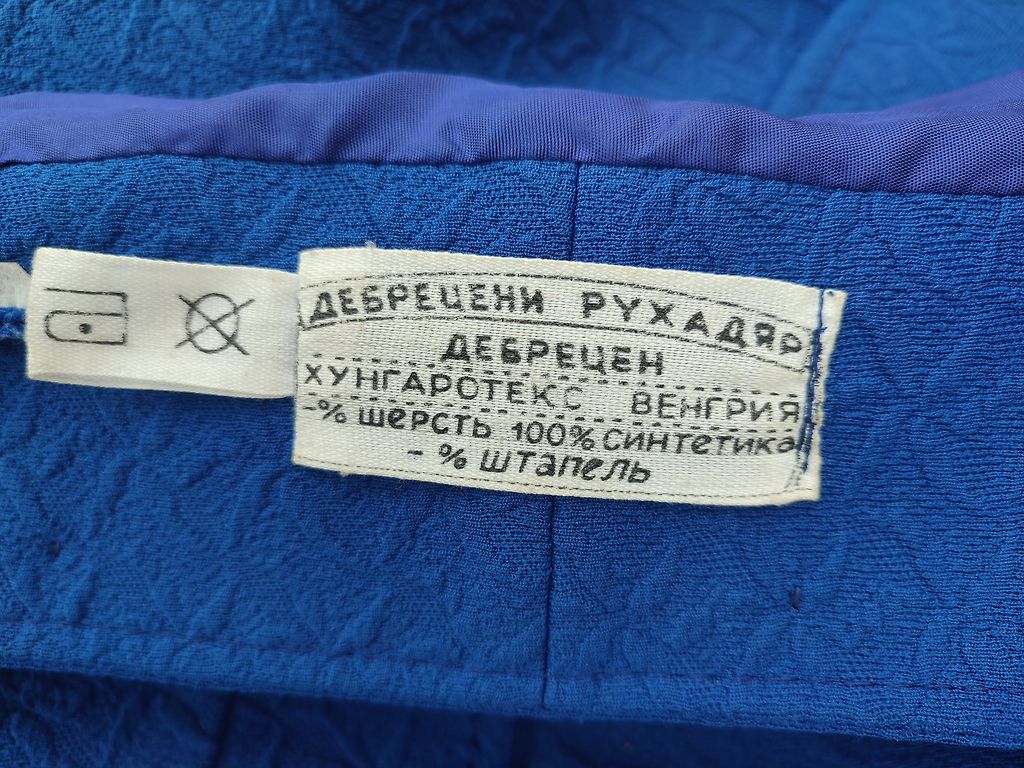 ДЕБРЕЦЕНИ РУХАДЯР
ДЕБРЕЦЕН
ХУНГАРОТЕКС ВЕНГРИЯ
-% ШЕРСТЬ 100% СИНТЕТИКА
- % ШТАПЕЛЬ